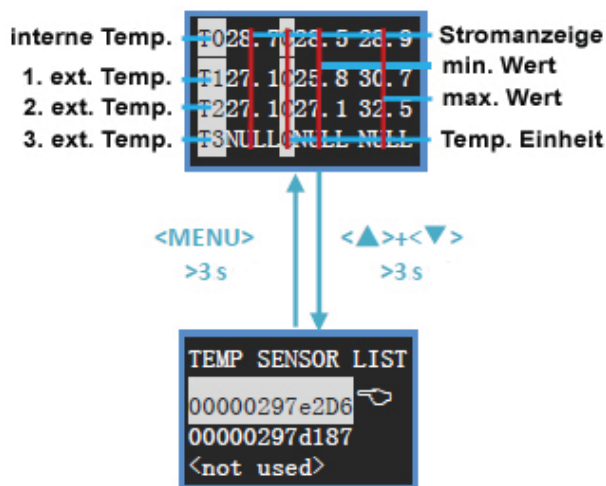 interne Temp. T028.7C28.5 28.9 Stromanzeige
min. Wert
1. ext. Temp. T127.1C25.8 30.7
max. Wert
2. ext. Temp. T227.1C27.1 32.5
3. ext. Temp. T3NULLCNULL NULL Temp. Einheit
<MENU> <▲>+<▼>
>3 s >3 s
TEMP SENSOR LIST
00000297e2D6
00000297d187
<not used>